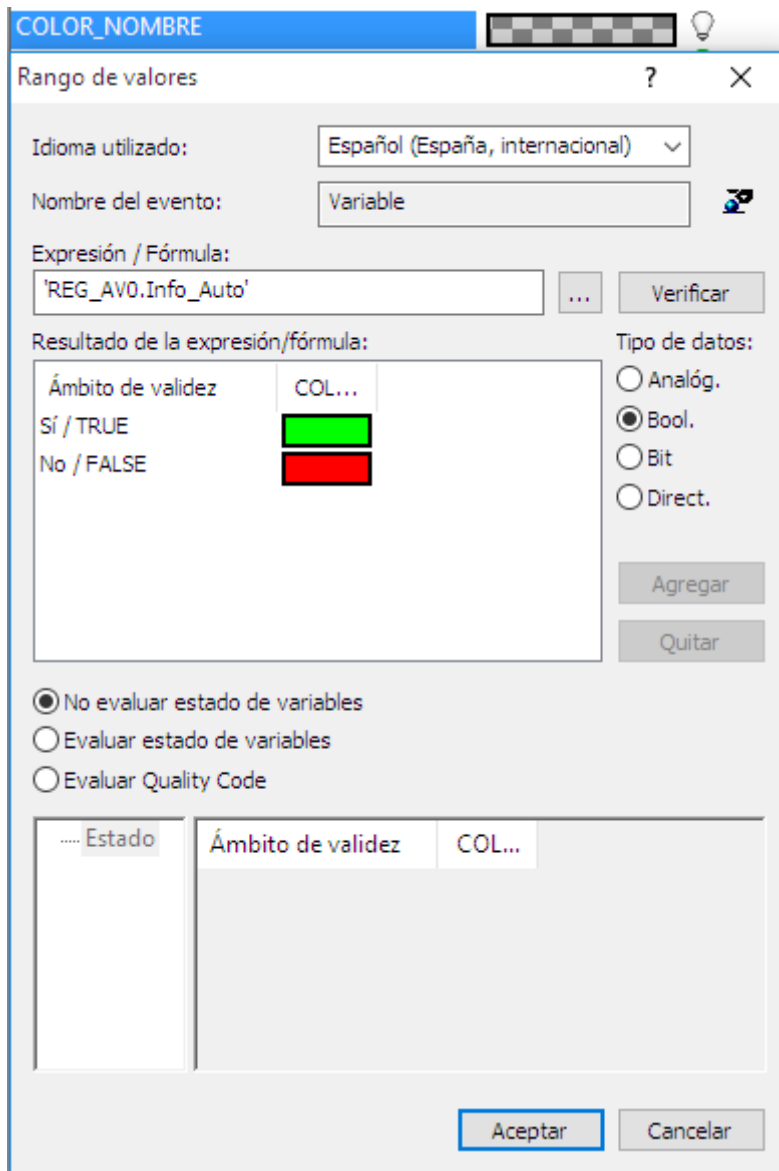 COLOR_NOMBRE
Rango de valores ?
Idioma utilizado: Español (España, internacional)
Nombre del evento: Variable
Expresión / Fórmula:
'REG_AV0.Info_Auto' ... Verificar
Resultado de la expresión/fórmula: Tipo de datos:
Ámbito de validez COL... Analóg.
Sí / TRUE Bool.
No / FALSE Bit
Direct.
Agregar
Quitar
No evaluar estado de variables
Evaluar estado de variables
Evaluar Quality Code
Estado Ámbito de validez COL...
Aceptar Cancelar